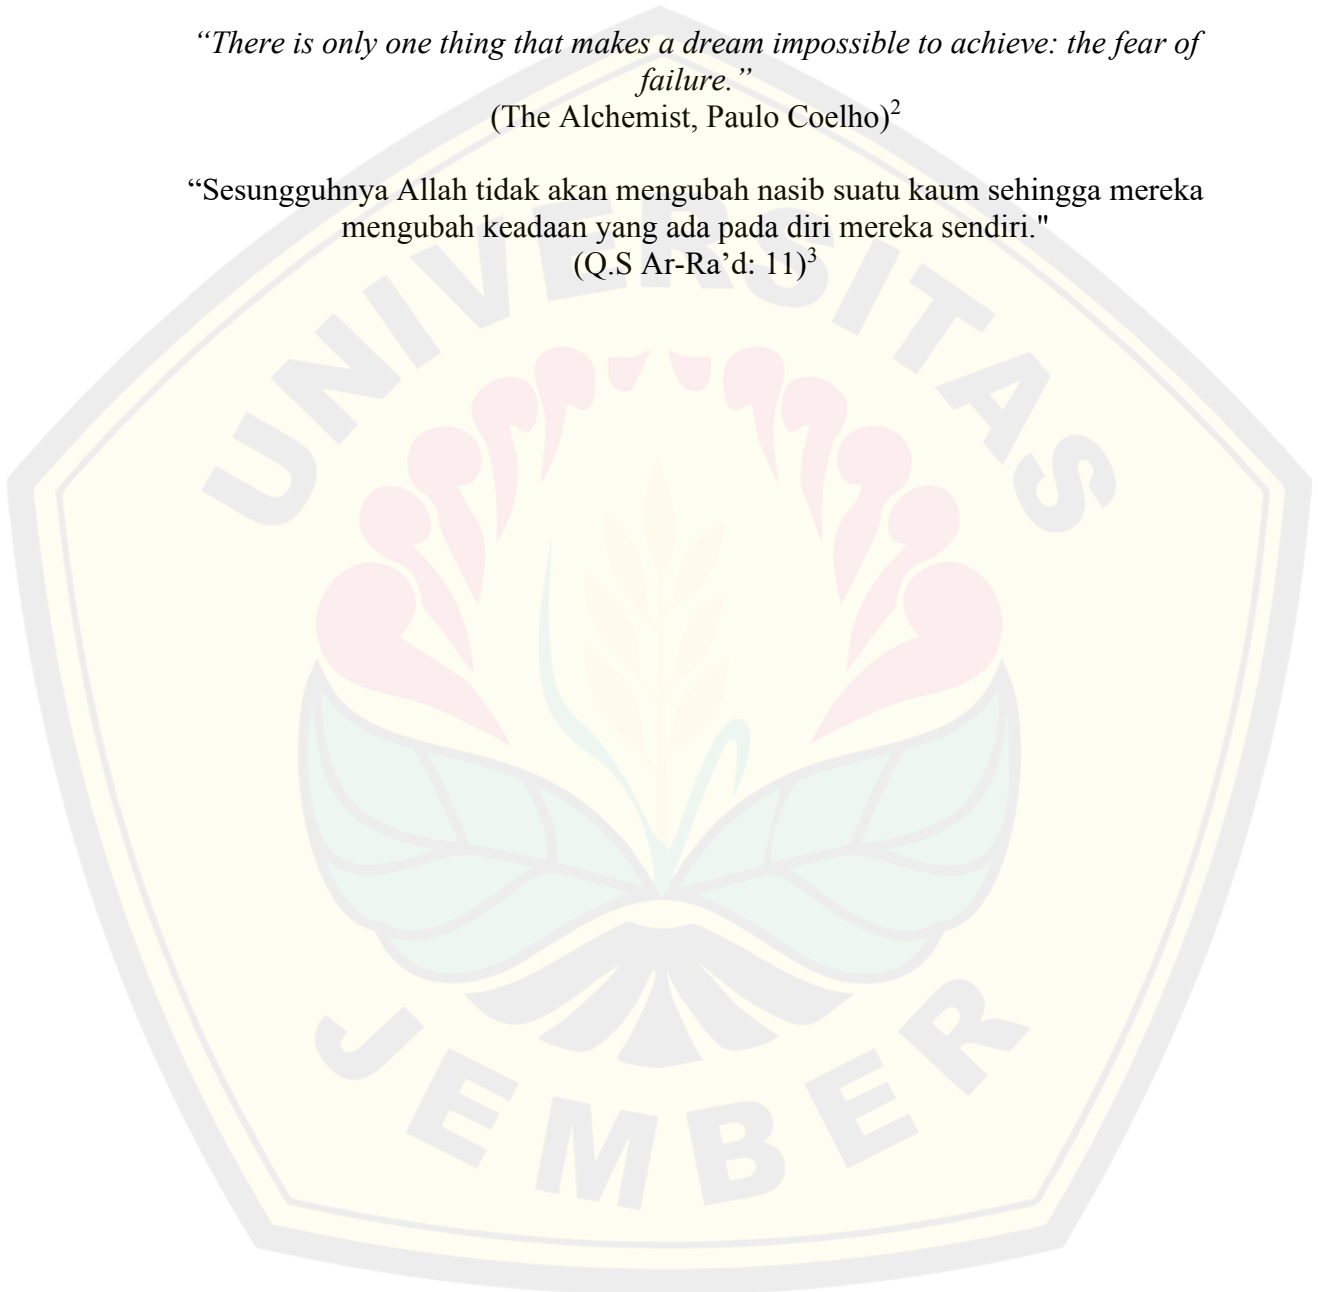 “There is only one thing that makes a dream impossible to achieve: the fear of
failure.”
(The Alchemist, Paulo Coelho)²
“Sesungguhnya Allah tidak akan mengubah nasib suatu kaum sehingga mereka
mengubah keadaan yang ada pada diri mereka sendiri."
(Q.S Ar-Ra’d: 11)³
UNIVERSITAS
JEMBER